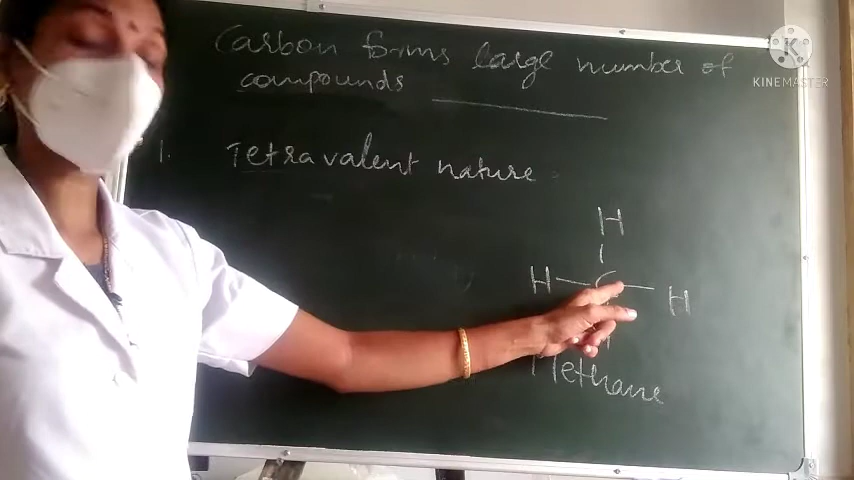 Carbon forms large number of
compounds
1. Tetravalent nature :
H
H C H
Methane
K
KINEMASTER